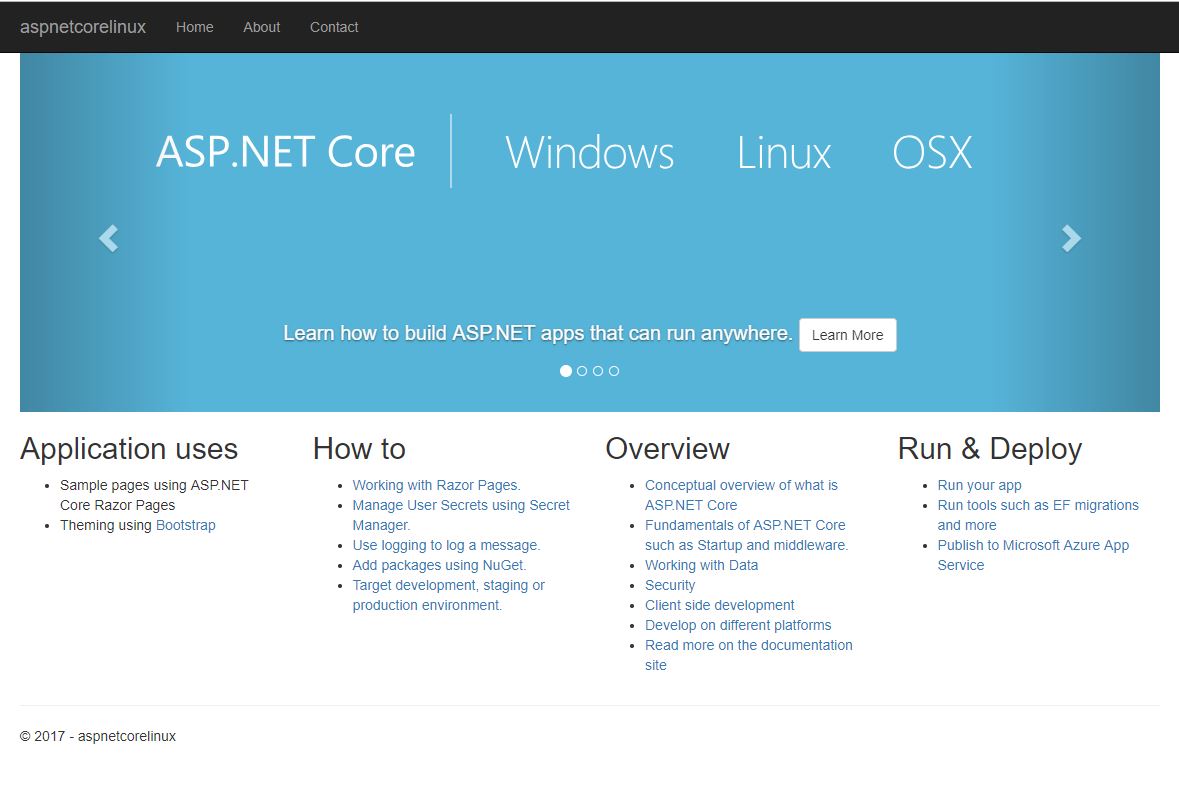 aspnetcorelinux Home About Contact
ASP.NET Core Windows Linux OSX
Learn how to build ASP.NET apps that can run anywhere. Learn More
Application uses
Sample pages using ASP.NET
Core Razor Pages
Theming using Bootstrap
How to
Working with Razor Pages.
Manage User Secrets using Secret
Manager.
Use logging to log a message.
Add packages using NuGet.
Target development, staging or
production environment.
Overview
Conceptual overview of what is
ASP.NET Core
Fundamentals of ASP.NET Core
such as Startup and middleware.
Working with Data
Security
Client side development
Develop on different platforms
Read more on the documentation
site
Run & Deploy
Run your app
Run tools such as EF migrations
and more
Publish to Microsoft Azure App
Service
© 2017 - aspnetcorelinux